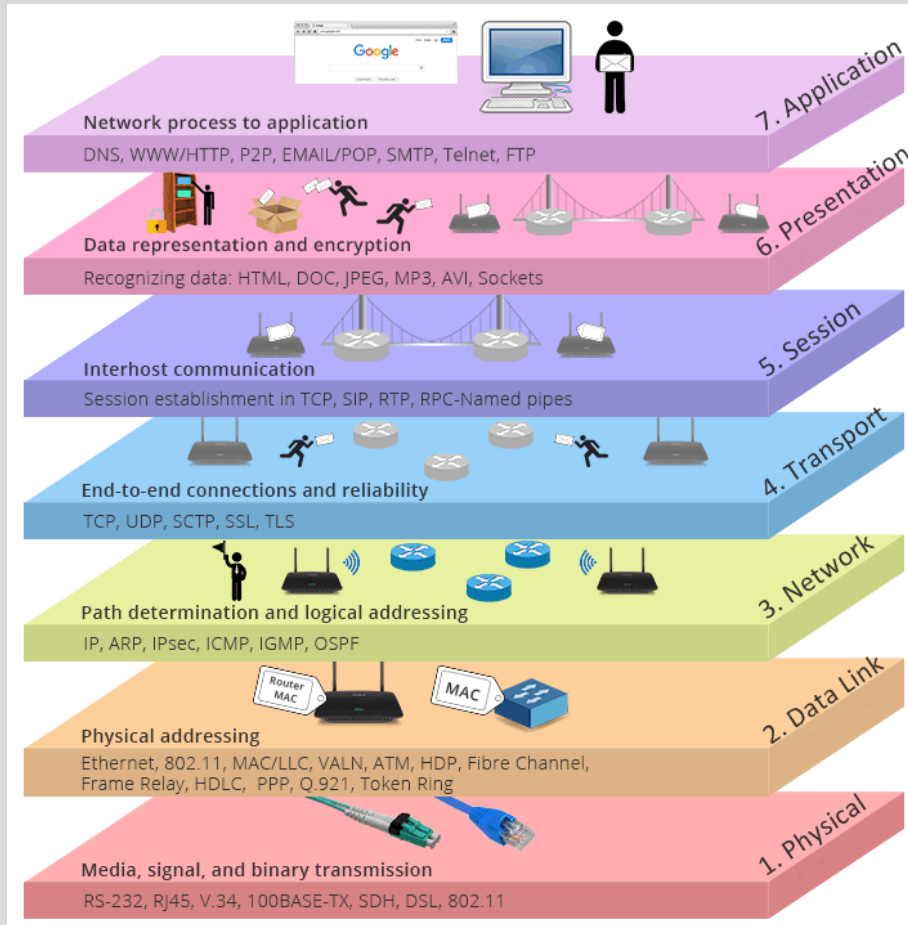 Google
7. Application
Network process to application
DNS, WWW/HTTP, P2P, EMAIL/POP, SMTP, Telnet, FTP
6. Presentation
Data representation and encryption
Recognizing data: HTML, DOC, JPEG, MP3, AVI, Sockets
5. Session
Interhost communication
Session establishment in TCP, SIP, RTP, RPC-Named pipes
4. Transport
End-to-end connections and reliability
TCP, UDP, SCTP, SSL, TLS
3. Network
Path determination and logical addressing
IP, ARP, IPsec, ICMP, IGMP, OSPF
Router
MAC
MAC
2. Data Link
Physical addressing
Ethernet, 802.11, MAC/LLC, VALN, ATM, HDP, Fibre Channel,
Frame Relay, HDLC, PPP, Q.921, Token Ring
1. Physical
Media, signal, and binary transmission
RS-232, RJ45, V.34, 100BASE-TX, SDH, DSL, 802.11